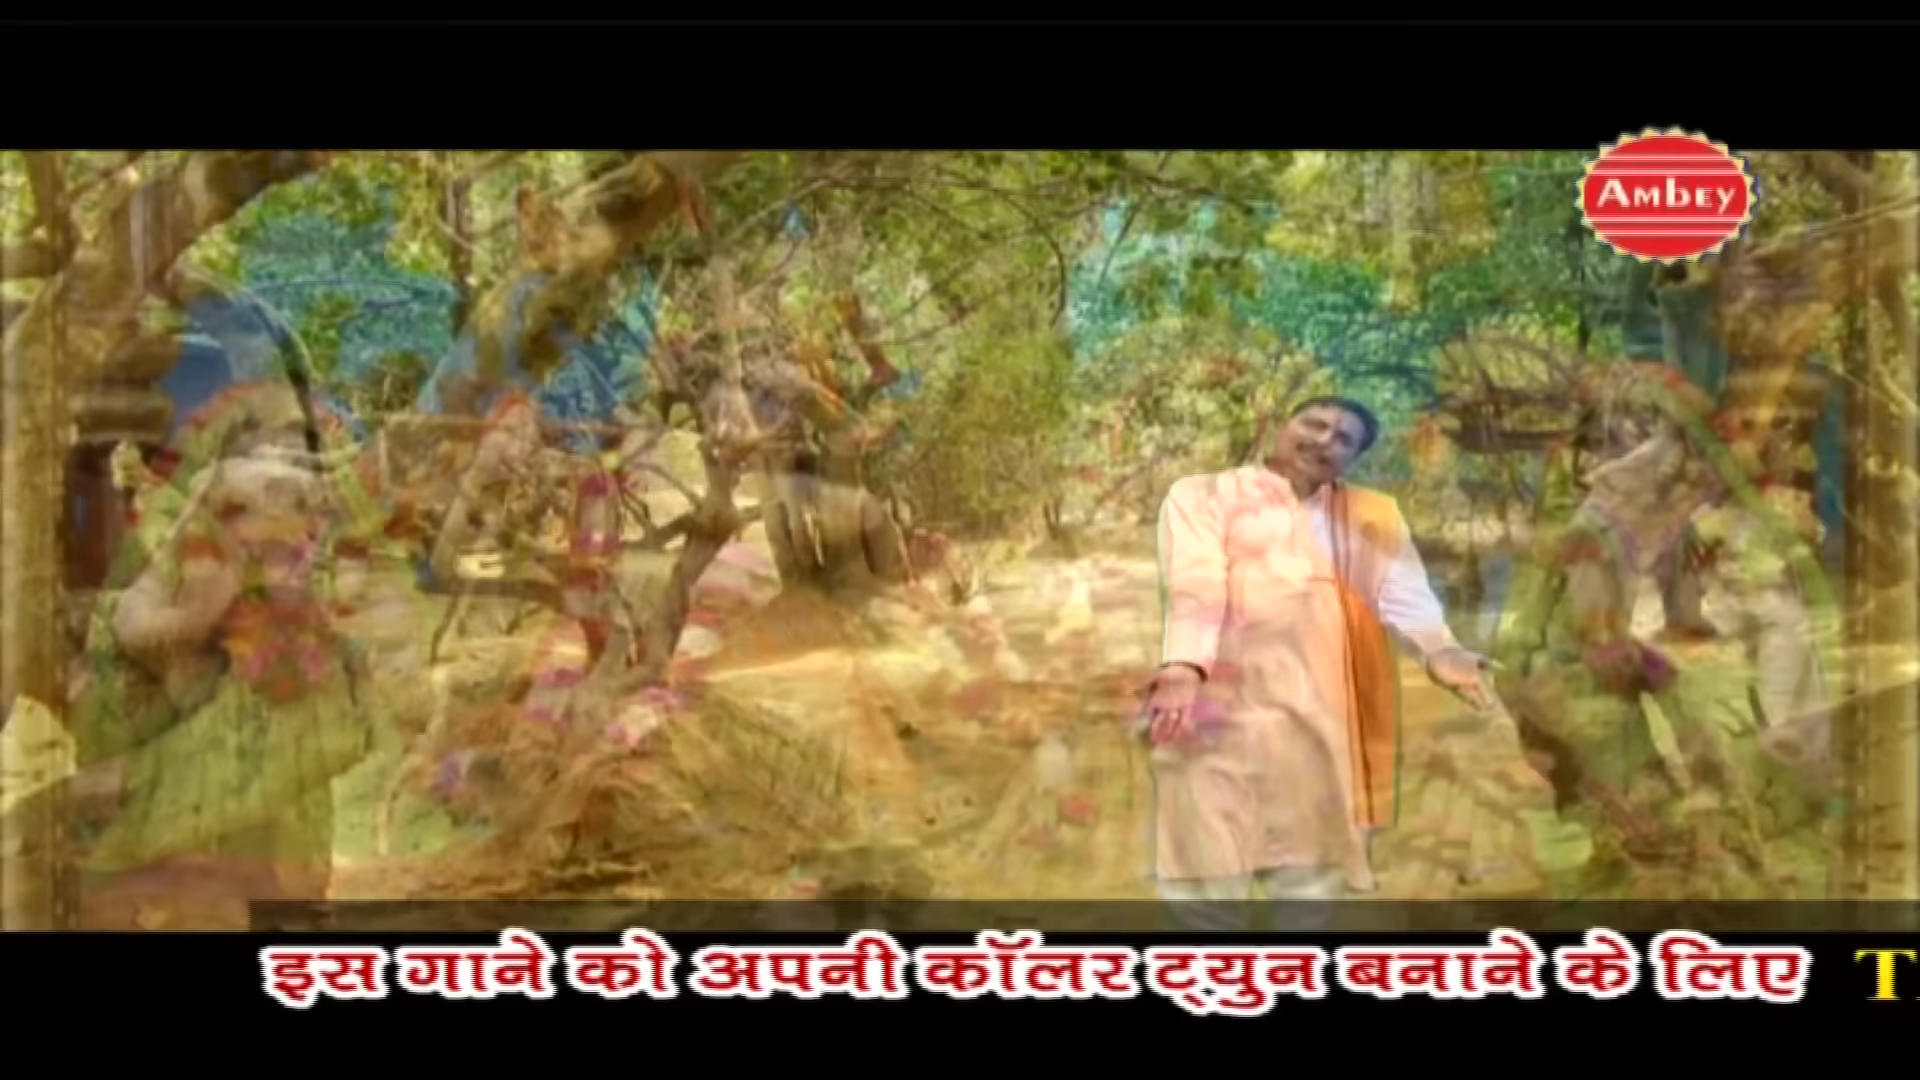 AMBEY
इस गाने को अपनी कॉलर ट्युन बनाने के लिए